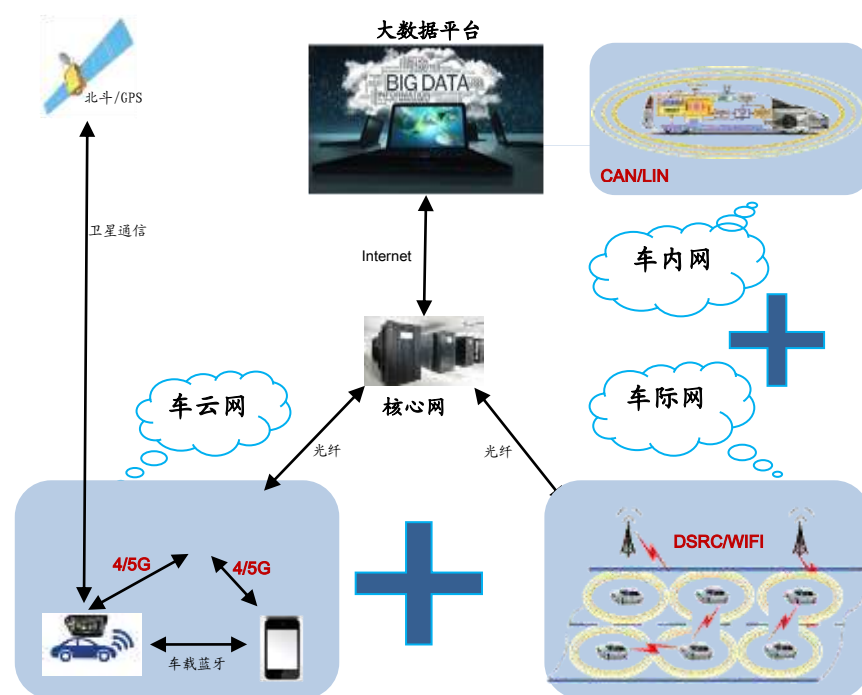 大数据平台
北斗/GPS
BIG DATA
INFORMATION
CAN/LIN
卫星通信
Internet
车内网
车云网
核心网
车际网
光纤
光纤
DSRC/WIFI
4/5G
4/5G
车载蓝牙